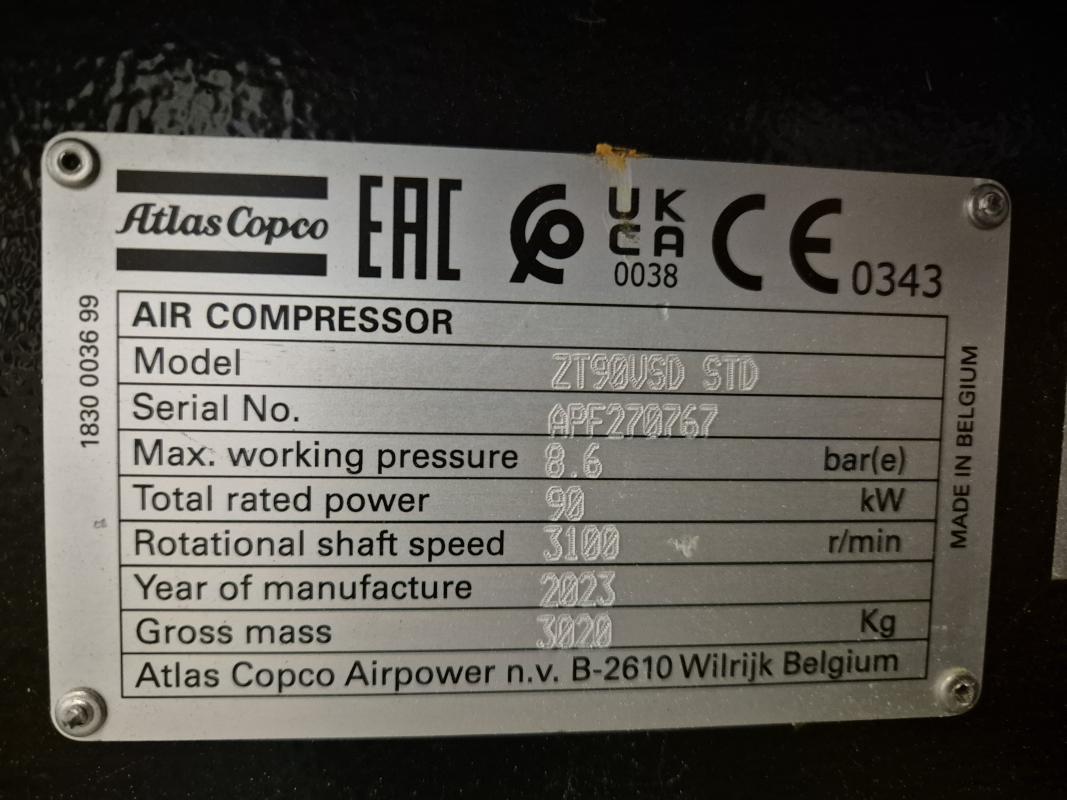 Atlas Copco EAC UK CA 0038 CE 0343
1830 0036 99
AIR COMPRESSOR
Model ZT90VSD STD
Serial No. APF270767
Max. working pressure 8.6 bar(e)
Total rated power 90 kW
Rotational shaft speed 3100 r/min
Year of manufacture 2023
Gross mass 3020 Kg
Atlas Copco Airpower n.v. B-2610 Wilrijk Belgium
MADE IN BELGIUM